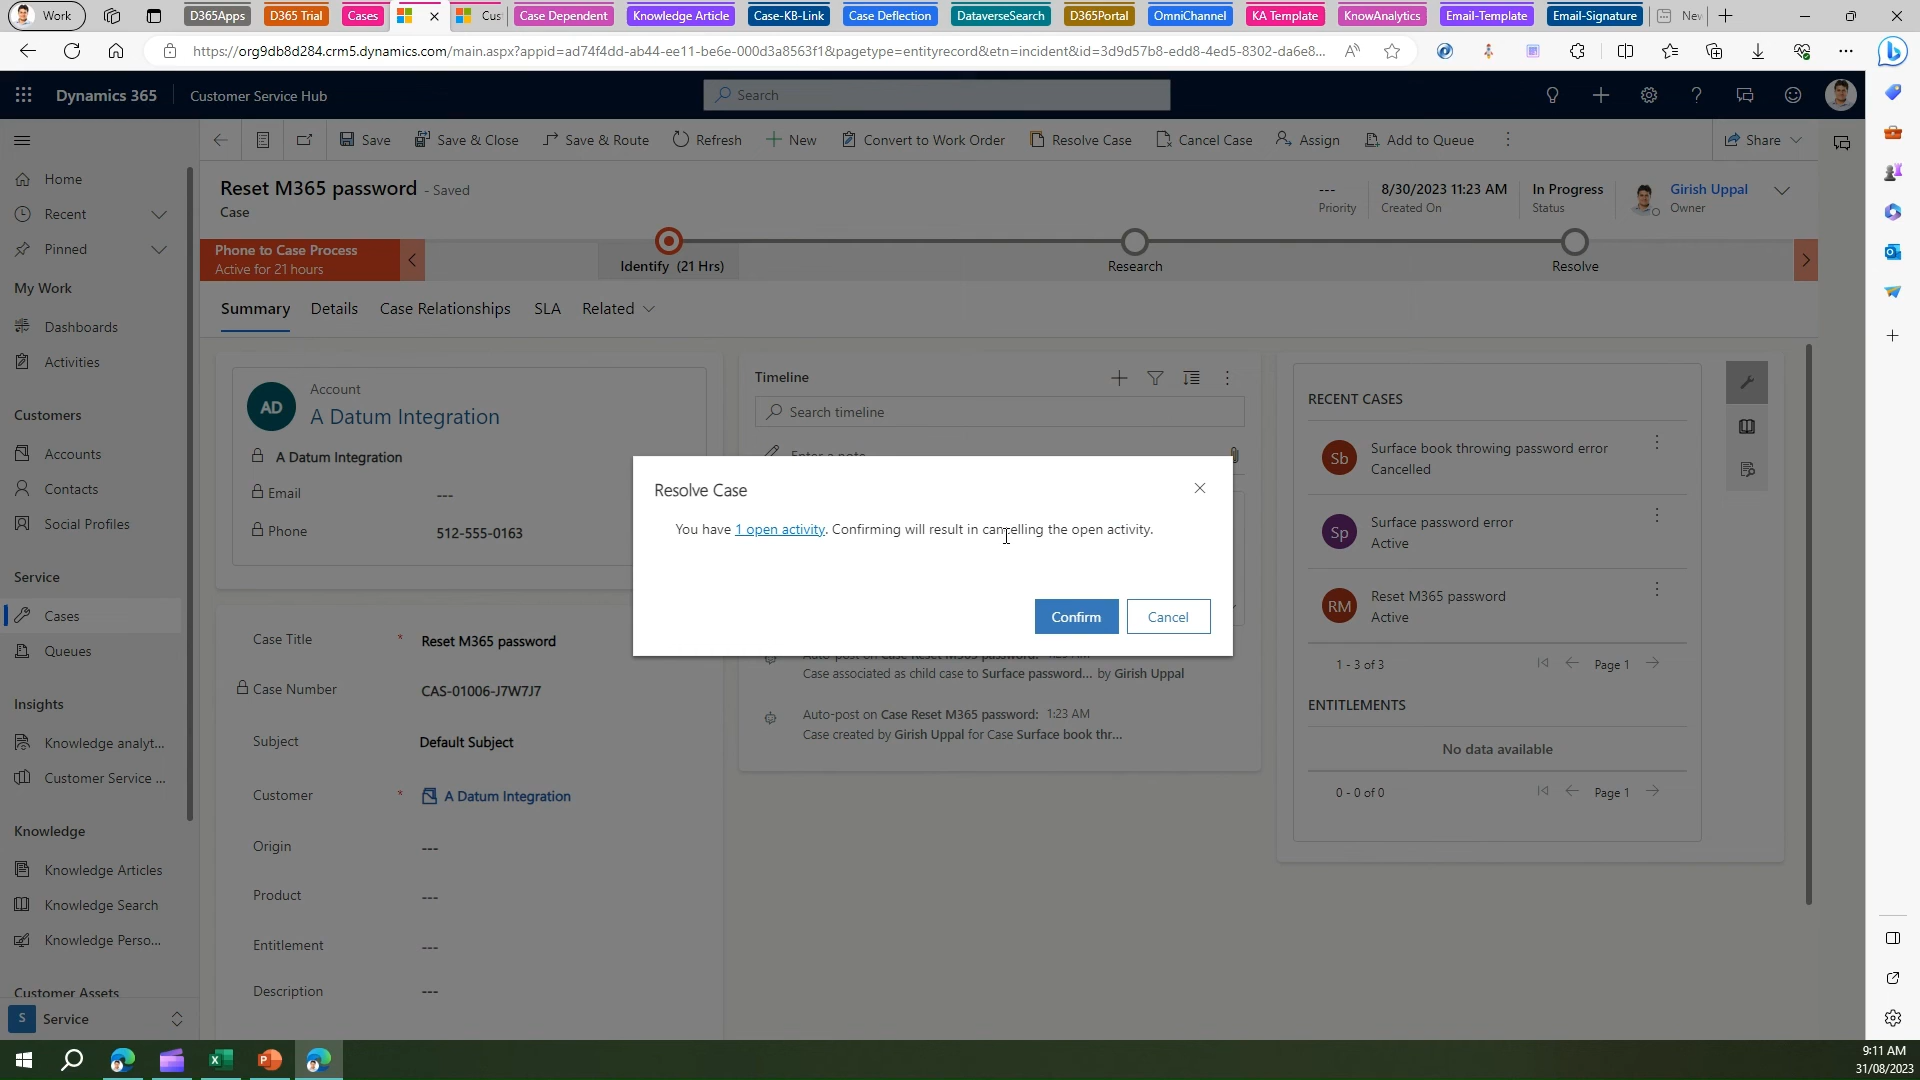 Work
D365Apps
D365 Trial
Cases
Cus
Case Dependent
Knowledge Article
Case-KB-Link
Case Deflection
DataverseSearch
D365Portal
OmniChannel
KA Template
KnowAnalytics
Email-Template
Email-Signature
Nev
https://org9db8d284.crm5.dynamics.com/main.aspx?appid=ad74f4dd-ab44-ee11-be6e-000d3a8563f1&pagetype=entityrecord&etn=incident&id=3d9d57b8-edd8-4ed5-8302-da6e8...
Dynamics 365
Customer Service Hub
Search
Save
Save & Close
Save & Route
Refresh
New
Convert to Work Order
Resolve Case
Cancel Case
Assign
Add to Queue
Share
Home
Recent
Pinned
My Work
Dashboards
Activities
Customers
Accounts
Contacts
Social Profiles
Service
Cases
Queues
Insights
Knowledge analyt...
Customer Service ...
Knowledge
Knowledge Articles
Knowledge Search
Knowledge Perso...
Customer Assets
S Service
Reset M365 password - Saved
Case
---
Priority
8/30/2023 11:23 AM
Created On
In Progress
Status
Girish Uppal
Owner
Phone to Case Process
Active for 21 hours
Identify (21 Hrs)
Research
Resolve
Summary
Details
Case Relationships
SLA
Related
AD
Account
A Datum Integration
A Datum Integration
Email ---
Phone 512-555-0163
Case Title * Reset M365 password
Case Number CAS-01006-J7W7J7
Subject Default Subject
Customer * A Datum Integration
Origin ---
Product ---
Entitlement ---
Description ---
Timeline
Search timeline
Enter a note
Resolve Case
You have 1 open activity. Confirming will result in cancelling the open activity.
Confirm
Cancel
Auto-post on Case Reset M365 password:
Case associated as child case to Surface password... by Girish Uppal
Auto-post on Case Reset M365 password: 1:23 AM
Case created by Girish Uppal for Case Surface book thr...
RECENT CASES
Sb
Surface book throwing password error
Cancelled
Sp
Surface password error
Active
RM
Reset M365 password
Active
1 - 3 of 3
Page 1
ENTITLEMENTS
No data available
0 - 0 of 0
Page 1
9:11 AM
31/08/2023